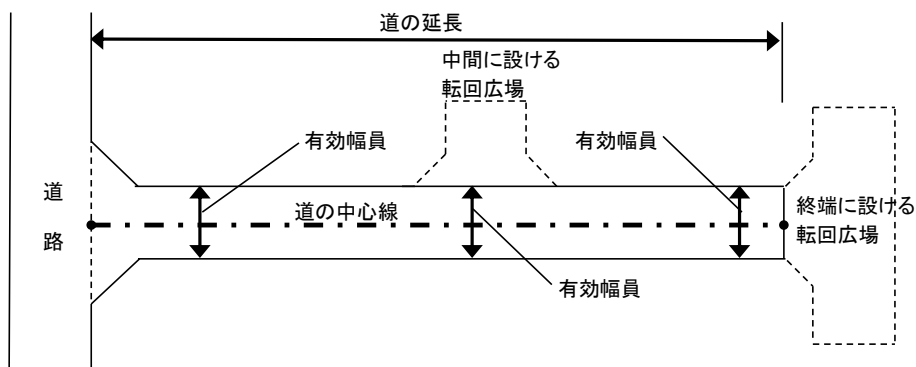 道の延長
中間に設ける
転回広場
有効幅員
有効幅員
道
路
道の中心線
終端に設ける
転回広場
有効幅員